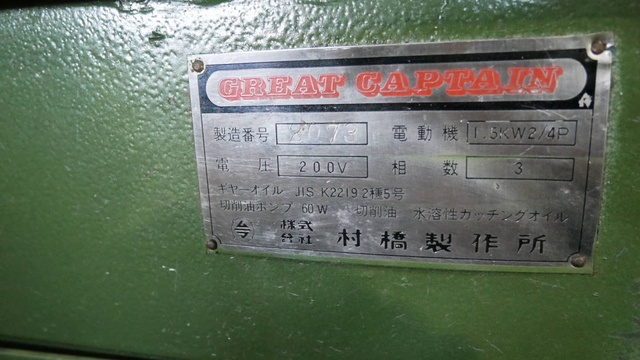 GREAT CAPTAIN
製造番号 電動機 1.5KW2/4P
電圧 200V 相数 3
ギヤーオイル JIS K2219.2種5号
切削油ポンプ 60W 切削油 水溶性カッチングオイル
株式会社 村橋製作所